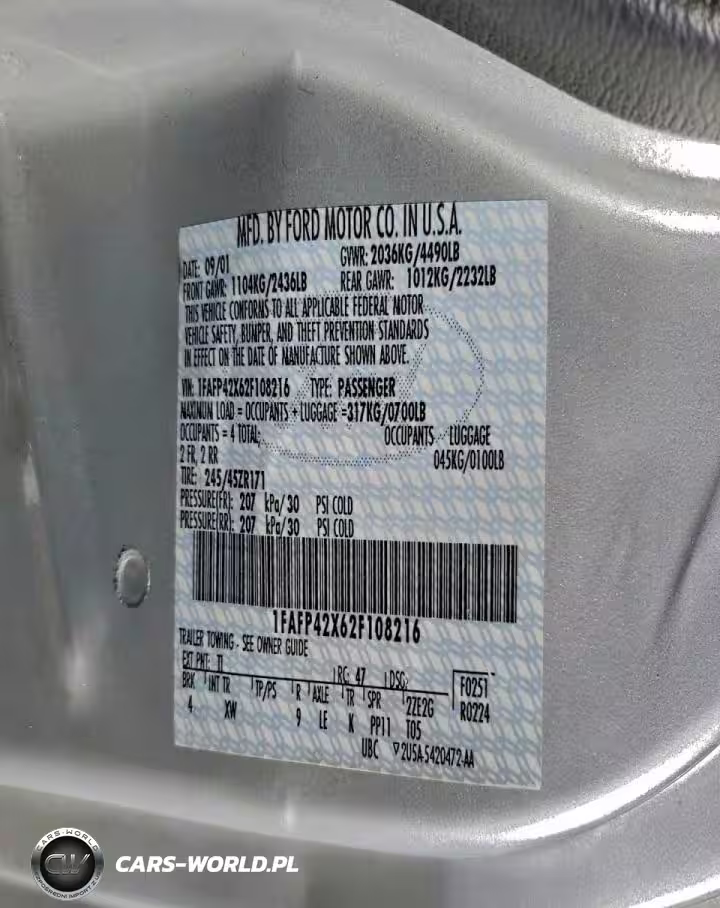 MFD. BY FORD MOTOR CO. IN U.S.A.
DATE: 09/01 GVWR: 2036KG/4490LB
FRONT GAWR: 1104KG/2436LB REAR GAWR: 1012KG/2232LB
THIS VEHICLE CONFORMS TO ALL APPLICABLE FEDERAL MOTOR
VEHICLE SAFETY, BUMPER, AND THEFT PREVENTION STANDARDS
IN EFFECT ON THE DATE OF MANUFACTURE SHOWN ABOVE.
VIN: 1FAFP42X62F108216 TYPE: PASSENGER
MAXIMUM LOAD = OCCUPANTS + LUGGAGE =317KG/0700LB
OCCUPANTS = 4 TOTAL, OCCUPANTS LUGGAGE
2 FR, 2 RR 045KG/0100LB
TIRE: 245/45ZR171
PRESSURE(FR): 207 kPa/30 PSI COLD
PRESSURE(RR): 207 kPa/30 PSI COLD
1FAFP42X62F108216
TRAILER TOWING - SEE OWNER GUIDE
EXT PNT: TJ RC: 47 DSO: F0251
BRK INT TR TP/PS R AXLE TR SPR 2ZE2G R0224
4 XW 9 LE K PP11 T05
UBC ▽2U5A-5420472-AA
CARS-WORLD
CW
CARS-WORLD.PL